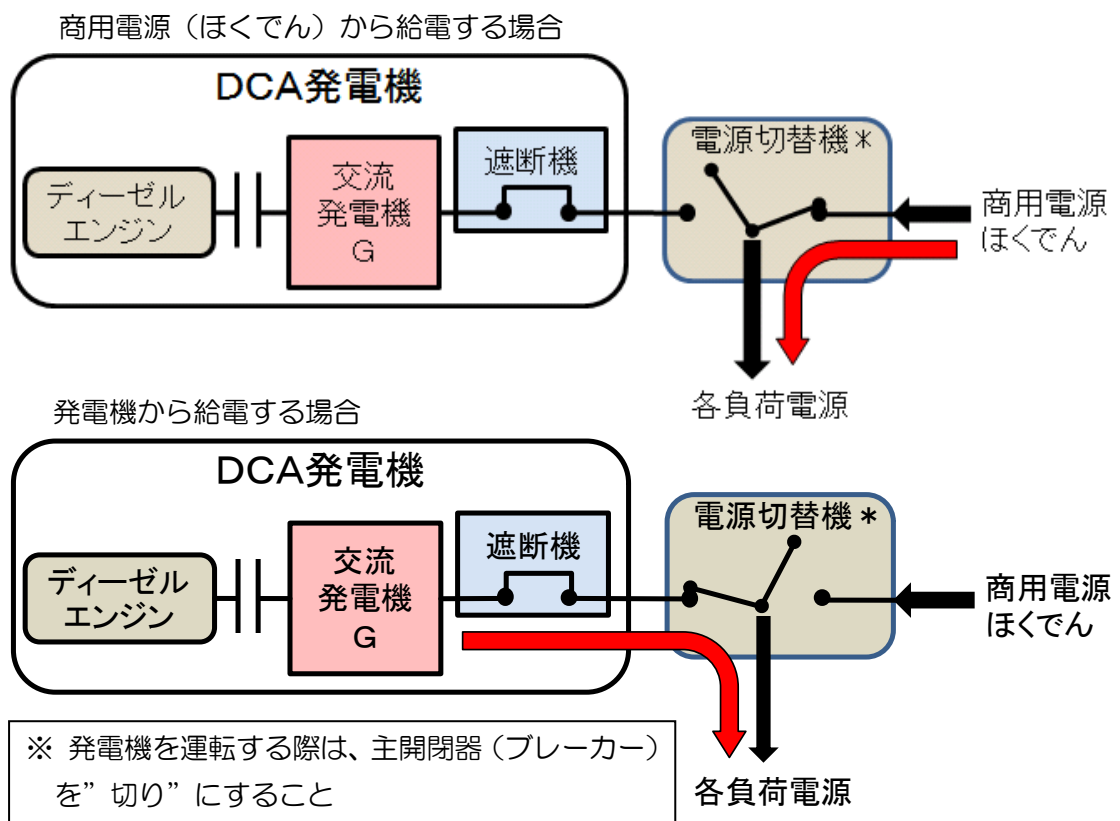 商用電源（ほくでん）から給電する場合
DCA発電機
ディーゼル
エンジン
交流
発電機
G
遮断機
電源切替機＊
商用電源
ほくでん
各負荷電源
発電機から給電する場合
DCA発電機
ディーゼル
エンジン
交流
発電機
G
遮断機
電源切替機＊
商用電源
ほくでん
各負荷電源
※ 発電機を運転する際は、主開閉器（ブレーカー）
を”切り”にすること